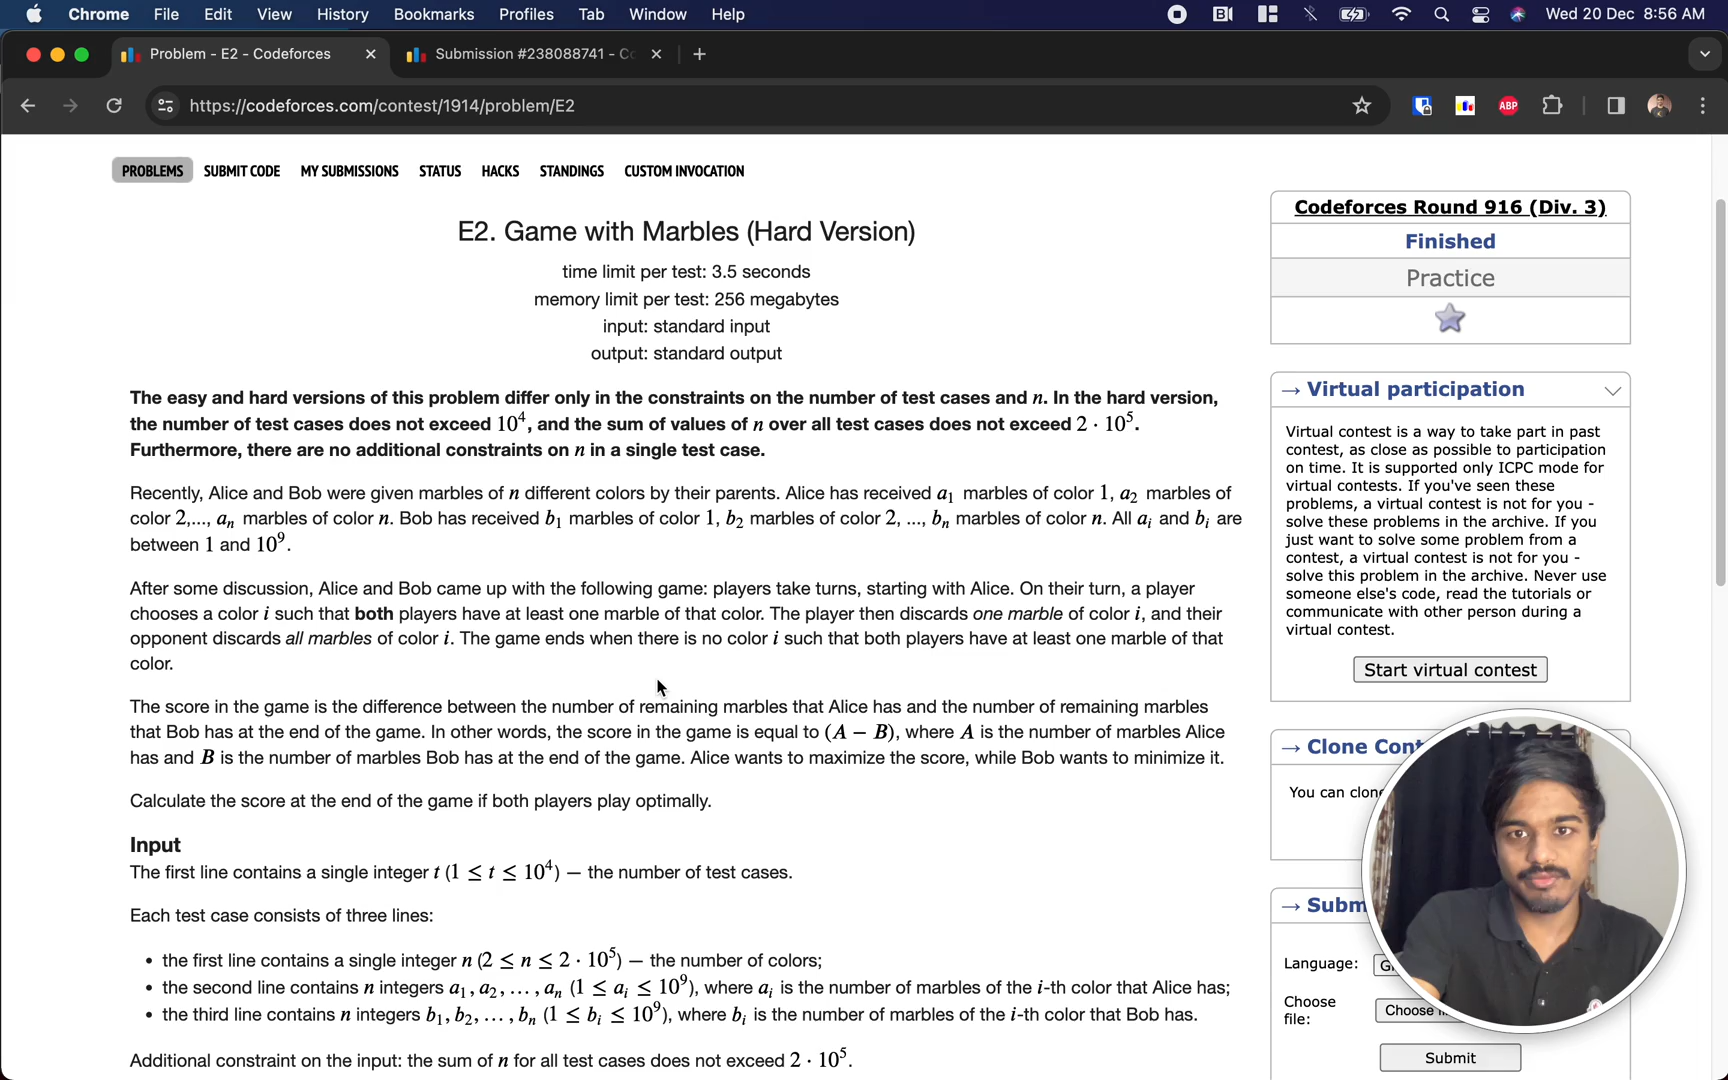 Chrome File Edit View History Bookmarks Profiles Tab Window Help Wed 20 Dec 8:56 AM
Problem - E2 - Codeforces Submission #238088741 - Co
https://codeforces.com/contest/1914/problem/E2 ABP
PROBLEMS SUBMIT CODE MY SUBMISSIONS STATUS HACKS STANDINGS CUSTOM INVOCATION
E2. Game with Marbles (Hard Version)
time limit per test: 3.5 seconds
memory limit per test: 256 megabytes
input: standard input
output: standard output
The easy and hard versions of this problem differ only in the constraints on the number of test cases and n. In the hard version,
the number of test cases does not exceed 10⁴, and the sum of values of n over all test cases does not exceed 2 · 10⁵.
Furthermore, there are no additional constraints on n in a single test case.
Recently, Alice and Bob were given marbles of n different colors by their parents. Alice has received a₁ marbles of color 1, a₂ marbles of
color 2,..., aₙ marbles of color n. Bob has received b₁ marbles of color 1, b₂ marbles of color 2, ..., bₙ marbles of color n. All aᵢ and bᵢ are
between 1 and 10⁹.
After some discussion, Alice and Bob came up with the following game: players take turns, starting with Alice. On their turn, a player
chooses a color i such that both players have at least one marble of that color. The player then discards one marble of color i, and their
opponent discards all marbles of color i. The game ends when there is no color i such that both players have at least one marble of that
color.
The score in the game is the difference between the number of remaining marbles that Alice has and the number of remaining marbles
that Bob has at the end of the game. In other words, the score in the game is equal to (A − B), where A is the number of marbles Alice
has and B is the number of marbles Bob has at the end of the game. Alice wants to maximize the score, while Bob wants to minimize it.
Calculate the score at the end of the game if both players play optimally.
Input
The first line contains a single integer t (1 ≤ t ≤ 10⁴) — the number of test cases.
Each test case consists of three lines:
• the first line contains a single integer n (2 ≤ n ≤ 2 · 10⁵) — the number of colors;
• the second line contains n integers a₁, a₂, . . . , aₙ (1 ≤ aᵢ ≤ 10⁹), where aᵢ is the number of marbles of the i-th color that Alice has;
• the third line contains n integers b₁, b₂, . . . , bₙ (1 ≤ bᵢ ≤ 10⁹), where bᵢ is the number of marbles of the i-th color that Bob has.
Additional constraint on the input: the sum of n for all test cases does not exceed 2 · 10⁵.
Codeforces Round 916 (Div. 3)
Finished
Practice
→ Virtual participation
Virtual contest is a way to take part in past
contest, as close as possible to participation
on time. It is supported only ICPC mode for
virtual contests. If you've seen these
problems, a virtual contest is not for you -
solve these problems in the archive. If you
just want to solve some problem from a
contest, a virtual contest is not for you -
solve this problem in the archive. Never use
someone else's code, read the tutorials or
communicate with other person during a
virtual contest.
Start virtual contest
→ Clone Cont
You can clone
→ Subm
Language: G
Choose
file:
Choose
Submit